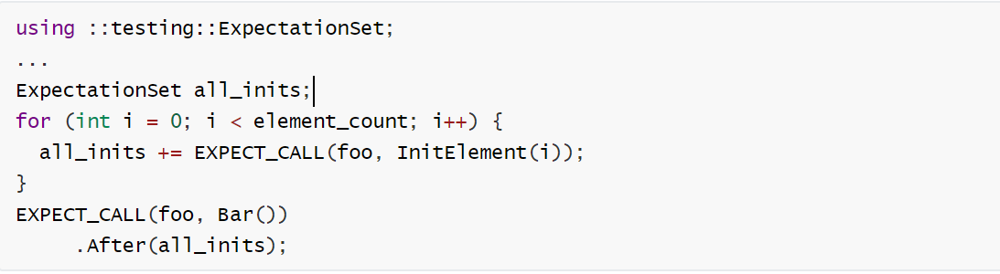 using ::testing::ExpectationSet;
...
ExpectationSet all_inits;
for (int i = 0; i < element_count; i++) {
  all_inits += EXPECT_CALL(foo, InitElement(i));
}
EXPECT_CALL(foo, Bar())
     .After(all_inits);